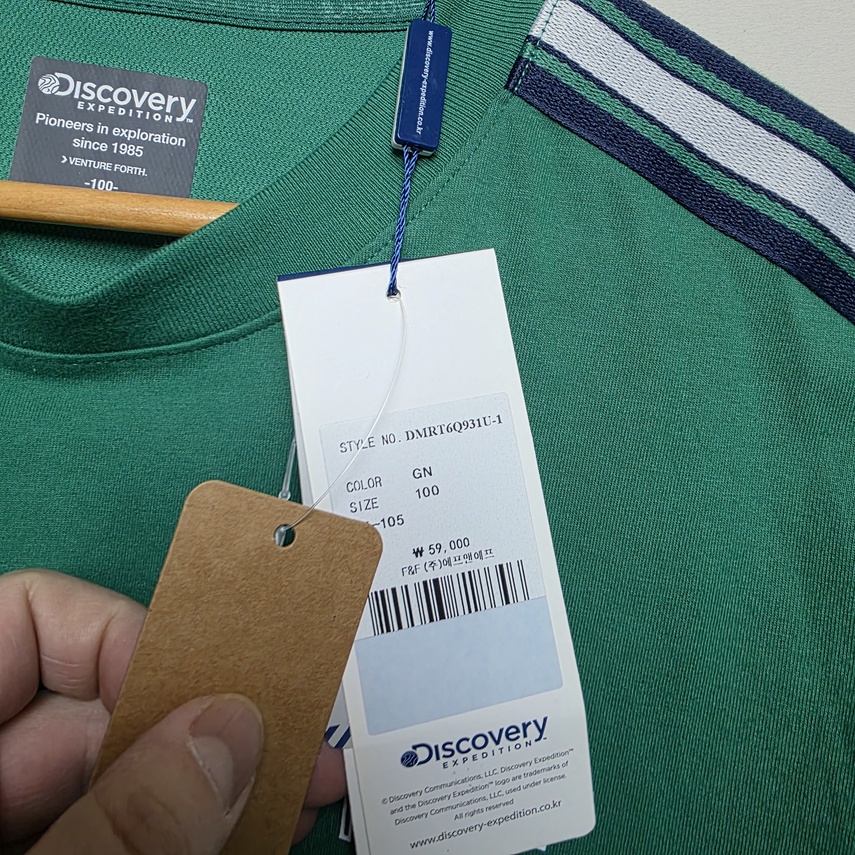 Discovery
EXPEDITION™
Pioneers in exploration
since 1985
VENTURE FORTH.
-100-
www.discovery-expedition.co.kr
STYLE NO. DMRT6Q931U-1
COLOR GN
SIZE 100
-105
₩ 59,000
F&F (주)에프앤에프
Discovery
EXPEDITION™
© Discovery Communications, LLC. Discovery Expedition™
and the Discovery Expedition™ logo are trademarks of
Discovery Communications, LLC, used under license.
All rights reserved
www.discovery-expedition.co.kr